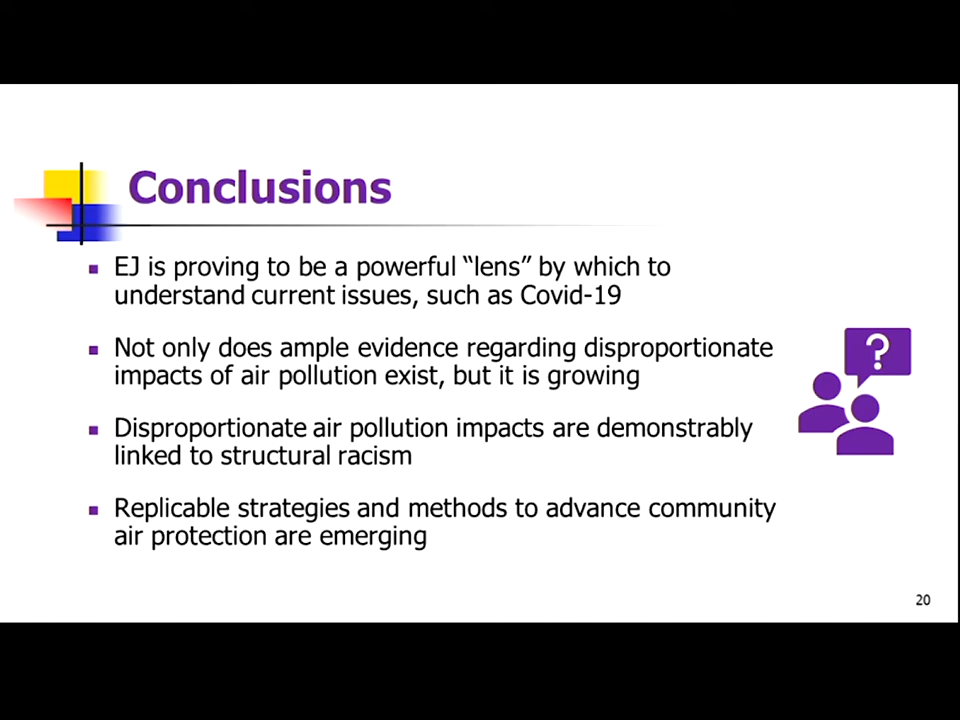 Conclusions
EJ is proving to be a powerful “lens” by which to
understand current issues, such as Covid-19
Not only does ample evidence regarding disproportionate
impacts of air pollution exist, but it is growing
Disproportionate air pollution impacts are demonstrably
linked to structural racism
Replicable strategies and methods to advance community
air protection are emerging
?
20